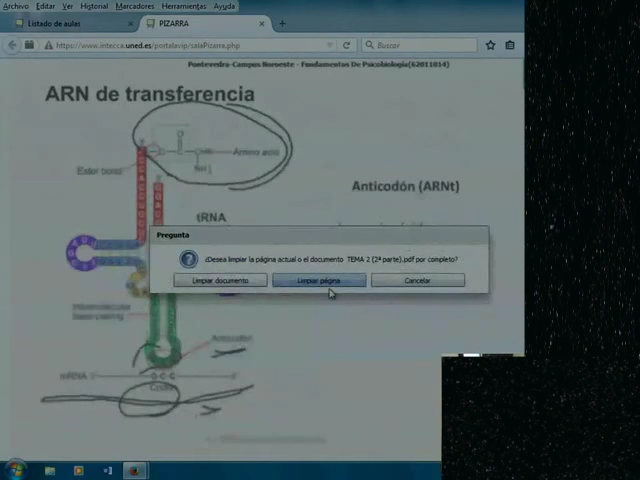 Archivo Editar Ver Historial Marcadores Herramientas Ayuda
Listado de aulas
PIZARRA
https://www.intecca.uned.es/portalavip/salaPizarra.php
Buscar
Pontevedra-Campus Noroeste - Fundamentos De Psicobiología(62011014)
ARN de transferencia
Amino acid
Ester bond
Anticodón (ARNt)
tRNA
Pregunta
¿Desea limpiar la página actual o el documento TEMA 2 (2ª parte).pdf por completo?
Limpiar documento
Limpiar página
Cancelar
Intramolecular
base-pairing
Anticodon
mRNA
Codon